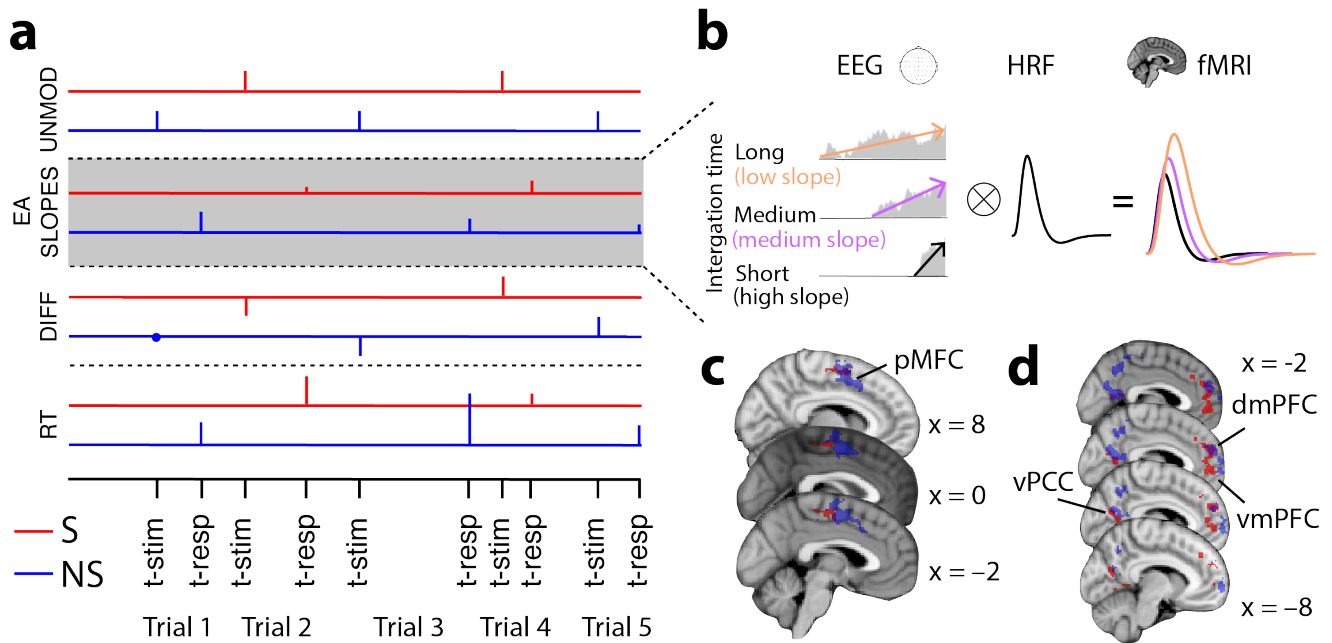 a
UNMOD
EA
SLOPES
DIFF
RT
S
NS
t-stim
t-resp
t-stim
t-resp
t-stim
t-resp
t-stim
t-resp
t-stim
t-resp
Trial 1
Trial 2
Trial 3
Trial 4
Trial 5
b
EEG
HRF
fMRI
Intergation time
Long
(low slope)
Medium
(medium slope)
Short
(high slope)
=
c
pMFC
x = 8
x = 0
x = –2
d
x = -2
dmPFC
vPCC
vmPFC
x = –8